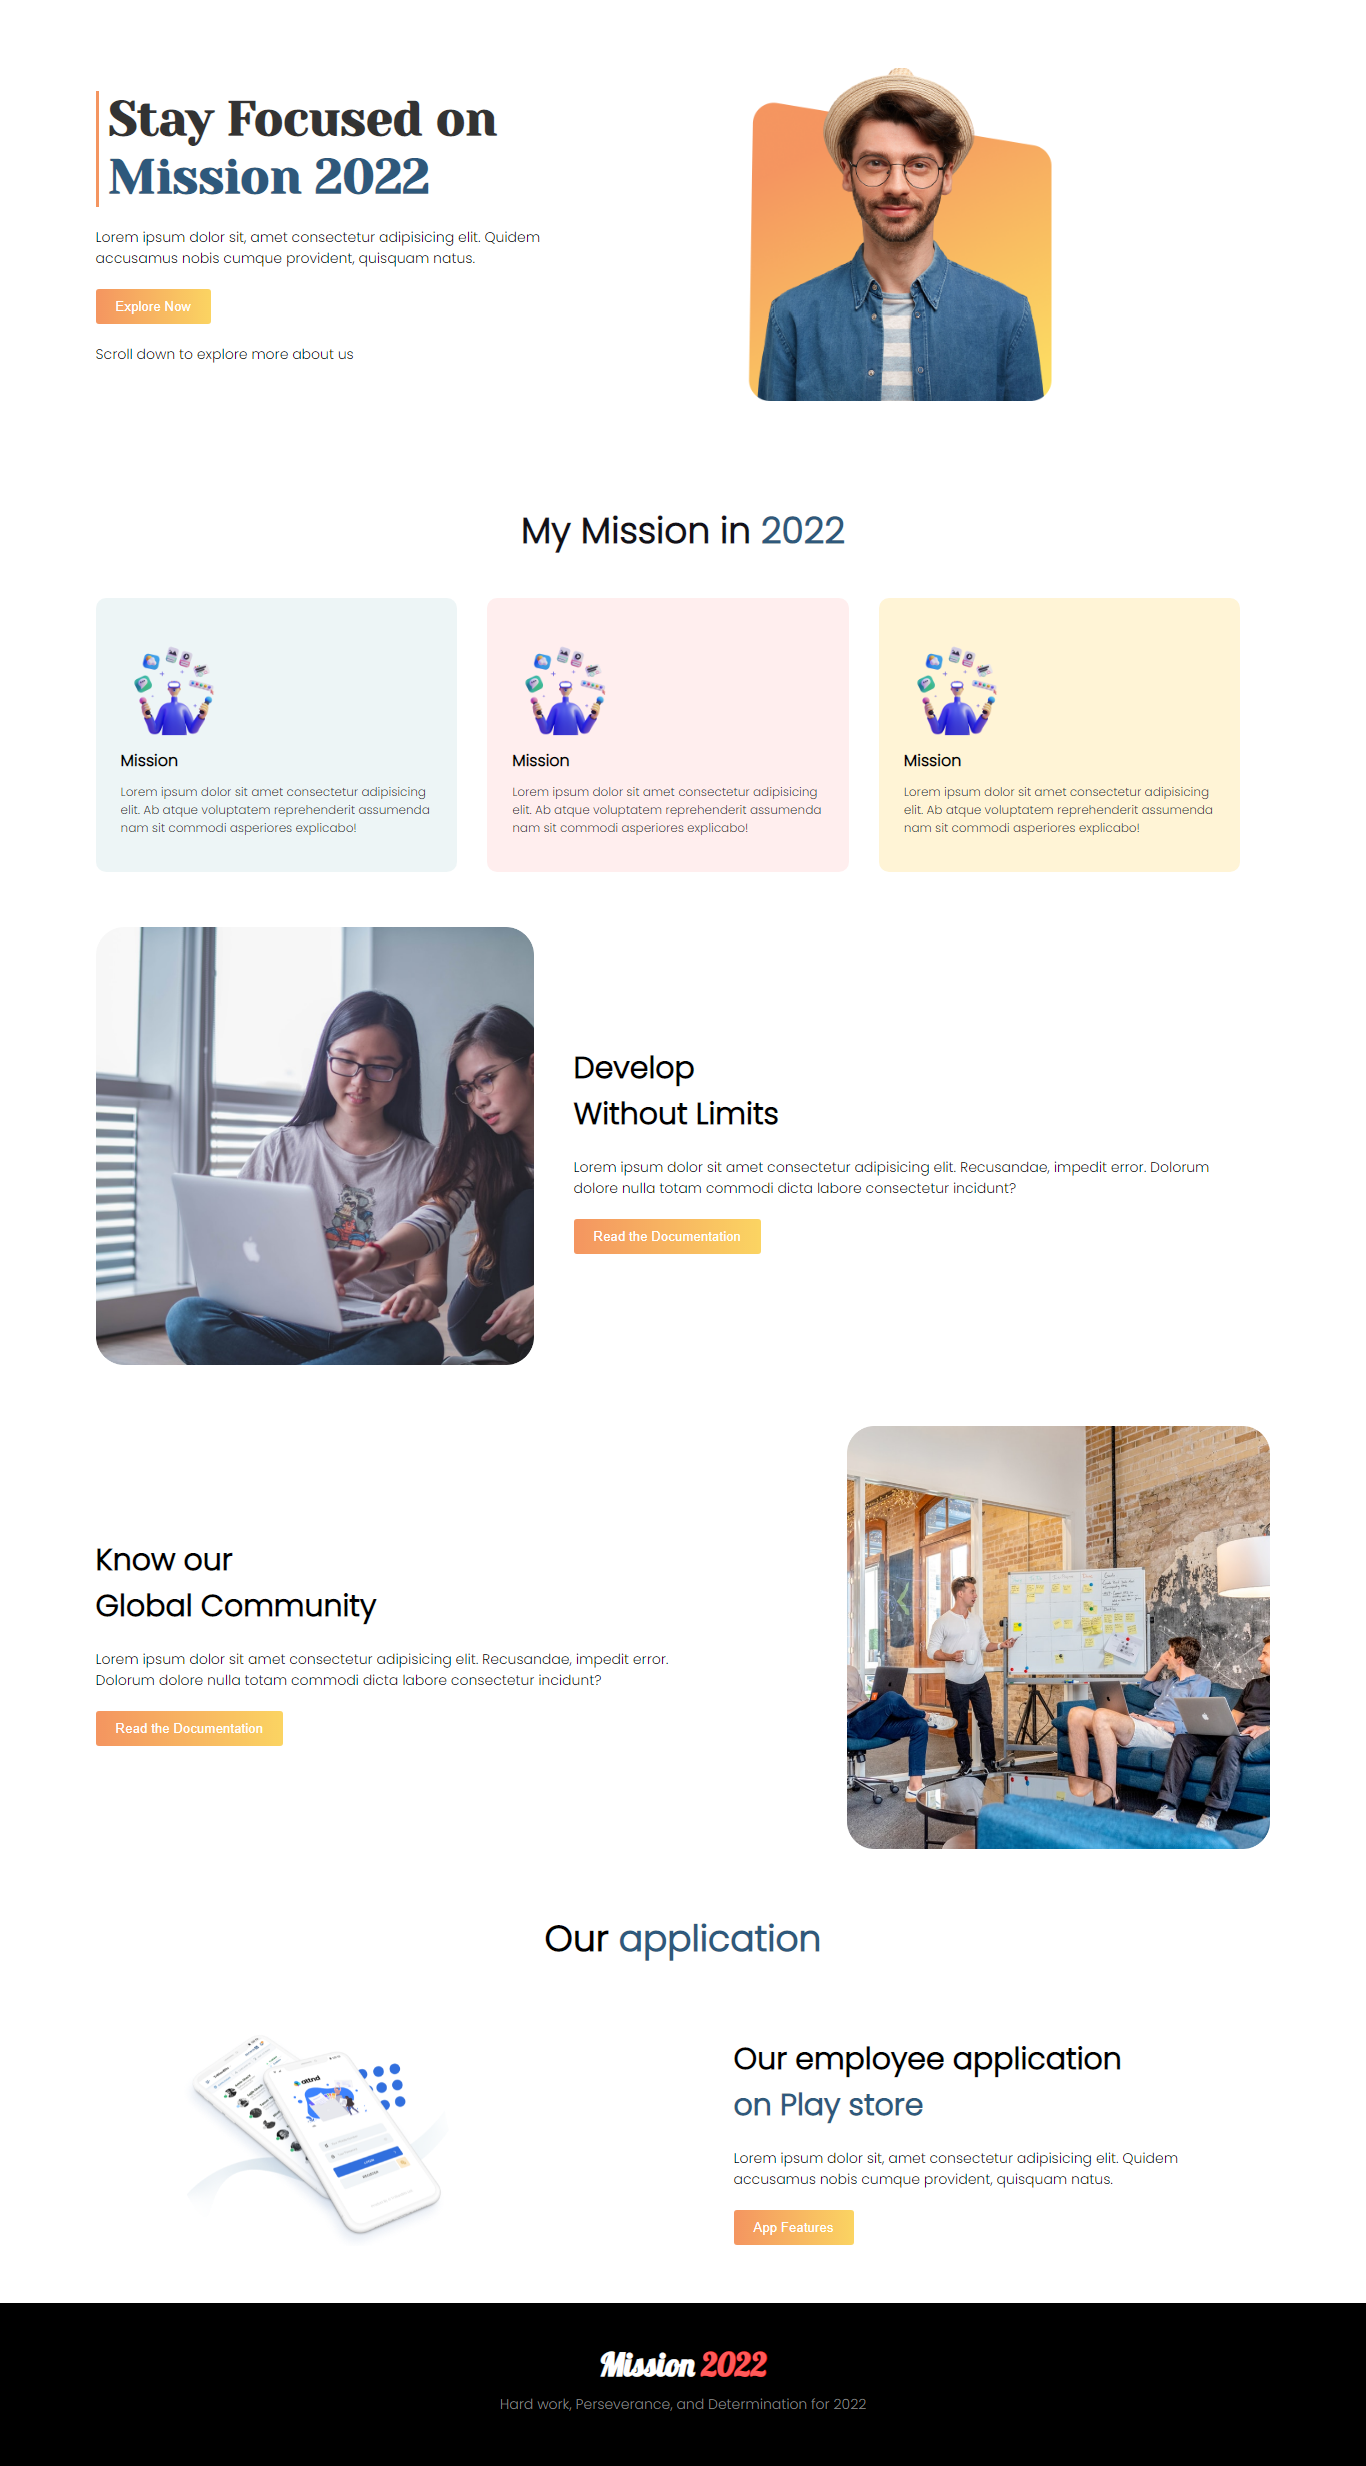 Stay Focused on
Mission 2022
Lorem ipsum dolor sit, amet consectetur adipisicing elit. Quidem
accusamus nobis cumque provident, quisquam natus.
Explore Now
Scroll down to explore more about us
My Mission in 2022
Mission
Lorem ipsum dolor sit amet consectetur adipisicing
elit. Ab atque voluptatem reprehenderit assumenda
nam sit commodi asperiores explicabo!
Mission
Lorem ipsum dolor sit amet consectetur adipisicing
elit. Ab atque voluptatem reprehenderit assumenda
nam sit commodi asperiores explicabo!
Mission
Lorem ipsum dolor sit amet consectetur adipisicing
elit. Ab atque voluptatem reprehenderit assumenda
nam sit commodi asperiores explicabo!
Develop
Without Limits
Lorem ipsum dolor sit amet consectetur adipisicing elit. Recusandae, impedit error. Dolorum
dolore nulla totam commodi dicta labore consectetur incidunt?
Read the Documentation
Know our
Global Community
Lorem ipsum dolor sit amet consectetur adipisicing elit. Recusandae, impedit error.
Dolorum dolore nulla totam commodi dicta labore consectetur incidunt?
Read the Documentation
Our application
attnd
Our employee application
on Play store
Lorem ipsum dolor sit, amet consectetur adipisicing elit. Quidem
accusamus nobis cumque provident, quisquam natus.
App Features
Mission 2022
Hard work, Perseverance, and Determination for 2022